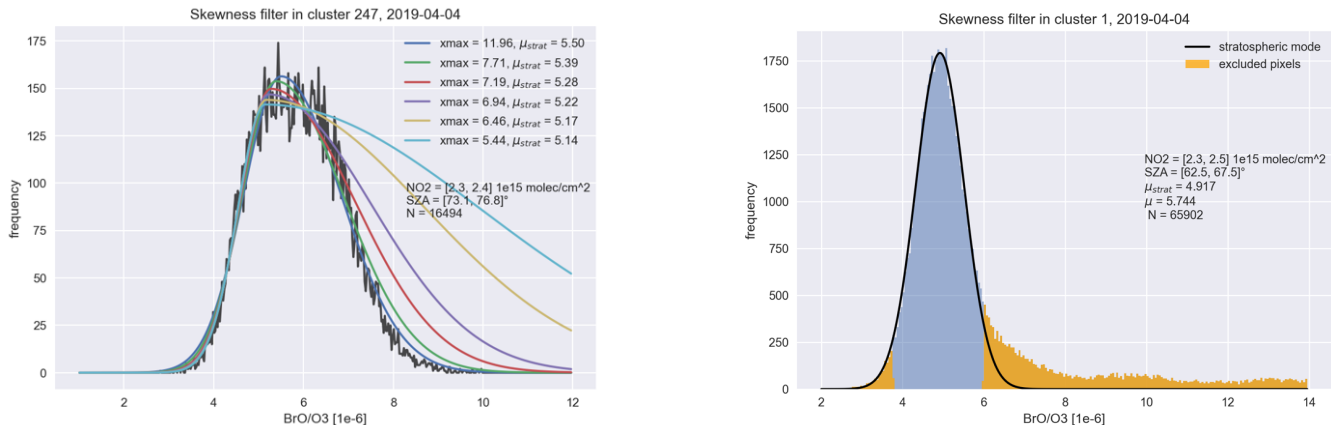 Skewness filter in cluster 247, 2019-04-04
xmax = 11.96, μstrat = 5.50
xmax = 7.71, μstrat = 5.39
xmax = 7.19, μstrat = 5.28
xmax = 6.94, μstrat = 5.22
xmax = 6.46, μstrat = 5.17
xmax = 5.44, μstrat = 5.14
NO2 = [2.3, 2.4] 1e15 molec/cm^2
SZA = [73.1, 76.8]°
N = 16494
frequency
175
150
125
100
75
50
25
0
2 4 6 8 10 12
BrO/O3 [1e-6]
Skewness filter in cluster 1, 2019-04-04
stratospheric mode
excluded pixels
NO2 = [2.3, 2.5] 1e15 molec/cm^2
SZA = [62.5, 67.5]°
μstrat = 4.917
μ = 5.744
N = 65902
frequency
1750
1500
1250
1000
750
500
250
0
2 4 6 8 10 12 14
BrO/O3 [1e-6]